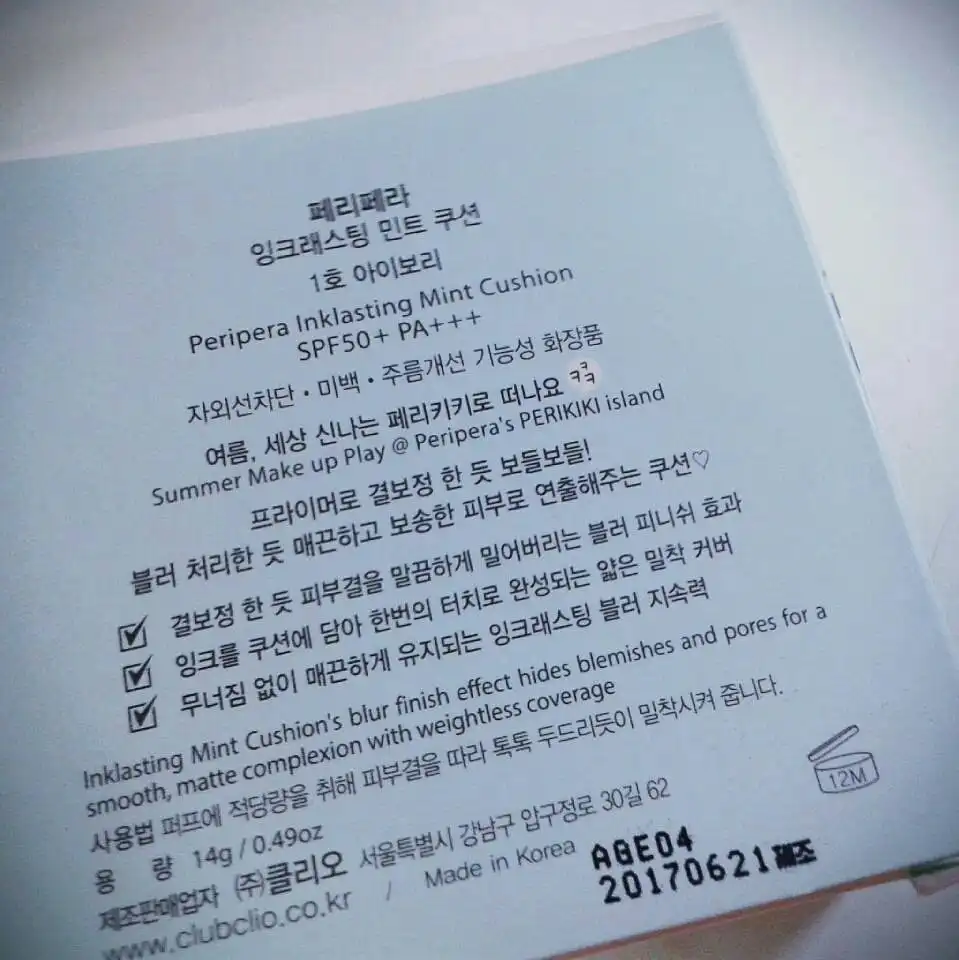 페리페라
잉크래스팅 민트 쿠션
1호 아이보리
Peripera Inklasting Mint Cushion
SPF50+ PA+++
자외선차단 · 미백 · 주름개선 기능성 화장품
여름, 세상 신나는 페리키키로 떠나요 ㅋㅋㅋ
Summer Make up Play @ Peripera's PERIKIKI island
프라이머로 결보정 한 듯 보들보들!
블러 처리한 듯 매끈하고 보송한 피부로 연출해주는 쿠션♡
☑ 결보정 한 듯 피부결을 말끔하게 밀어버리는 블러 피니쉬 효과
☑ 잉크를 쿠션에 담아 한번의 터치로 완성되는 얇은 밀착 커버
☑ 무너짐 없이 매끈하게 유지되는 잉크래스팅 블러 지속력
Inklasting Mint Cushion's blur finish effect hides blemishes and pores for a
smooth, matte complexion with weightless coverage
사용법 퍼프에 적당량을 취해 피부결을 따라 톡톡 두드리듯이 밀착시켜 줍니다.
용 량 14g / 0.49oz
제조판매업자 (주)클리오 서울특별시 강남구 압구정로 30길 62
www.clubclio.co.kr / Made in Korea
12M
AGE04
20170621제조